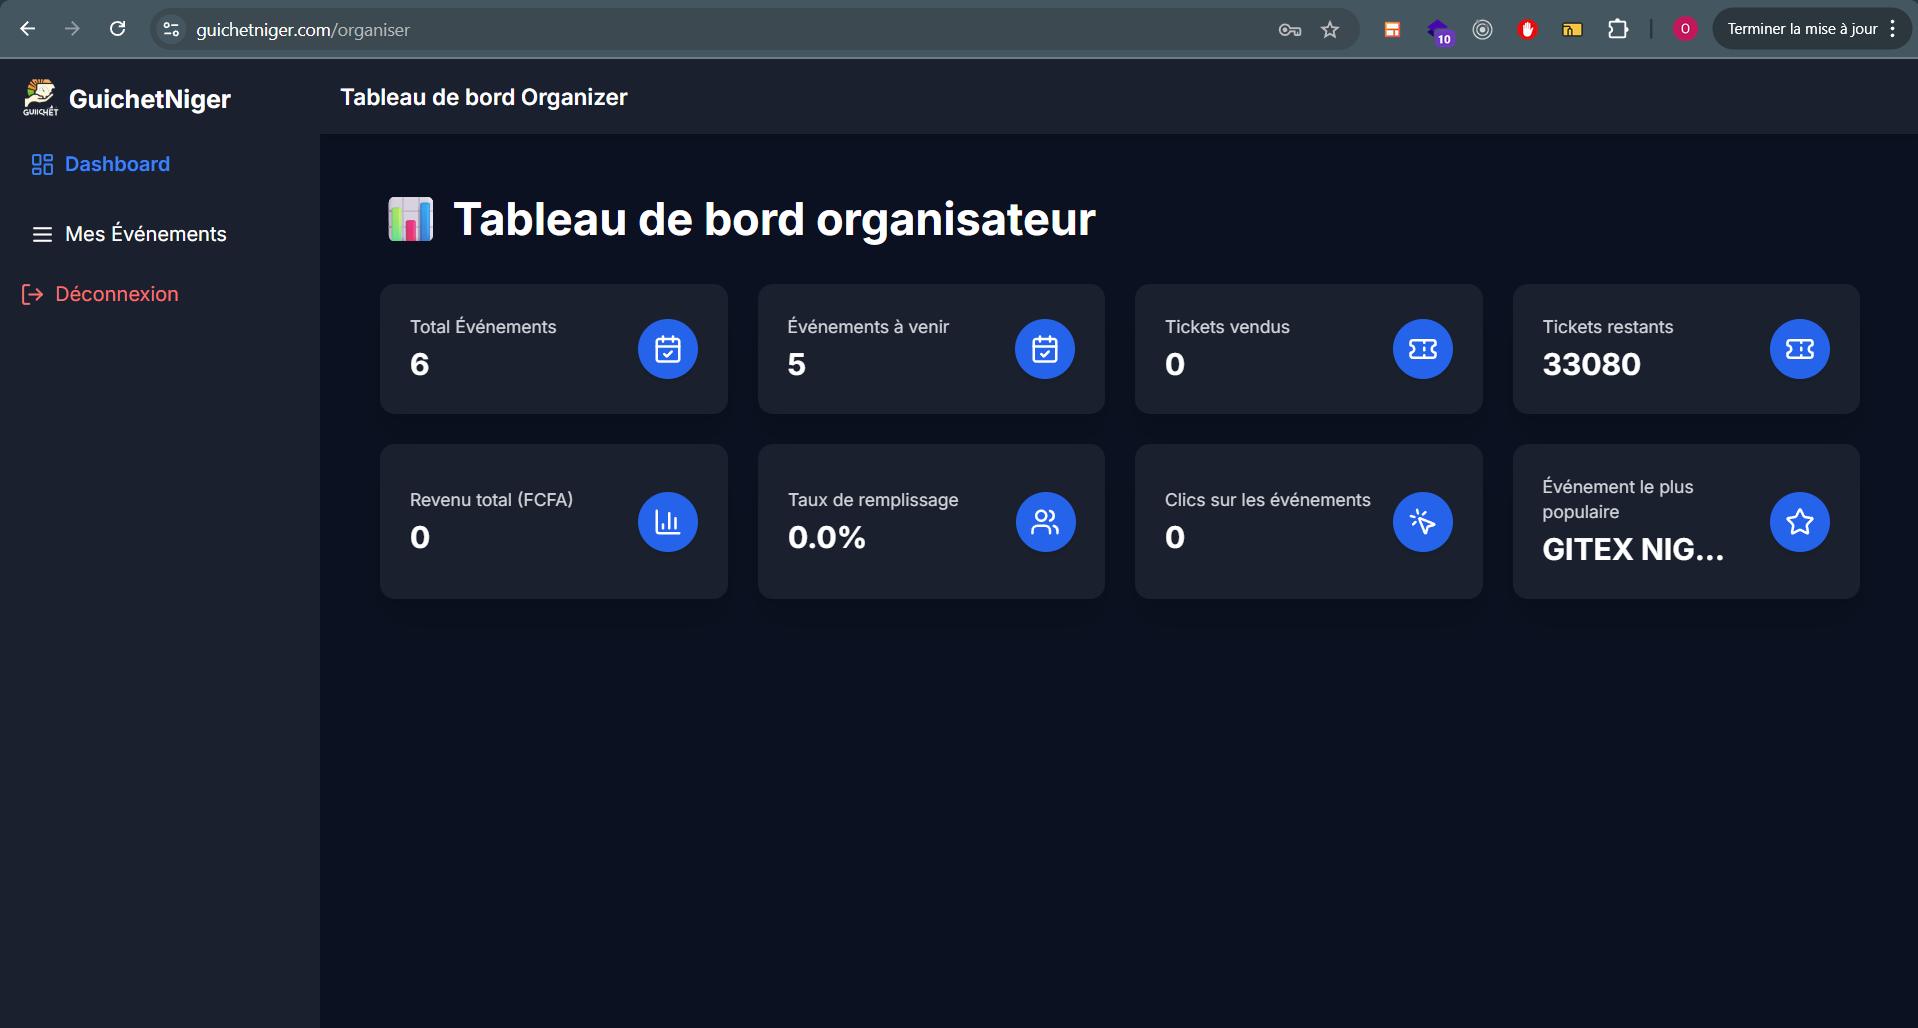 guichetniger.com/organiser
10
O
Terminer la mise à jour
GUIICHÉT
GuichetNiger
Tableau de bord Organizer
Dashboard
Mes Événements
Déconnexion
Tableau de bord organisateur
Total Événements
6
Événements à venir
5
Tickets vendus
0
Tickets restants
33080
Revenu total (FCFA)
0
Taux de remplissage
0.0%
Clics sur les événements
0
Événement le plus
populaire
GITEX NIG...